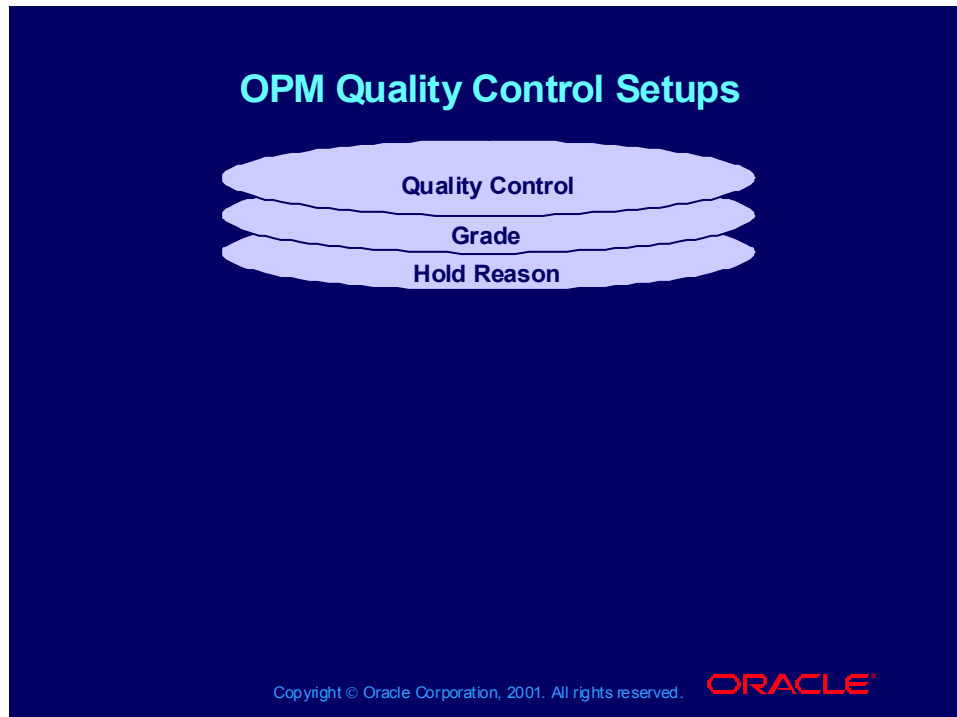 OPM Quality Control Setups
Quality Control
Grade
Hold Reason
Copyright © Oracle Corporation, 2001. All rights reserved.
ORACLE®